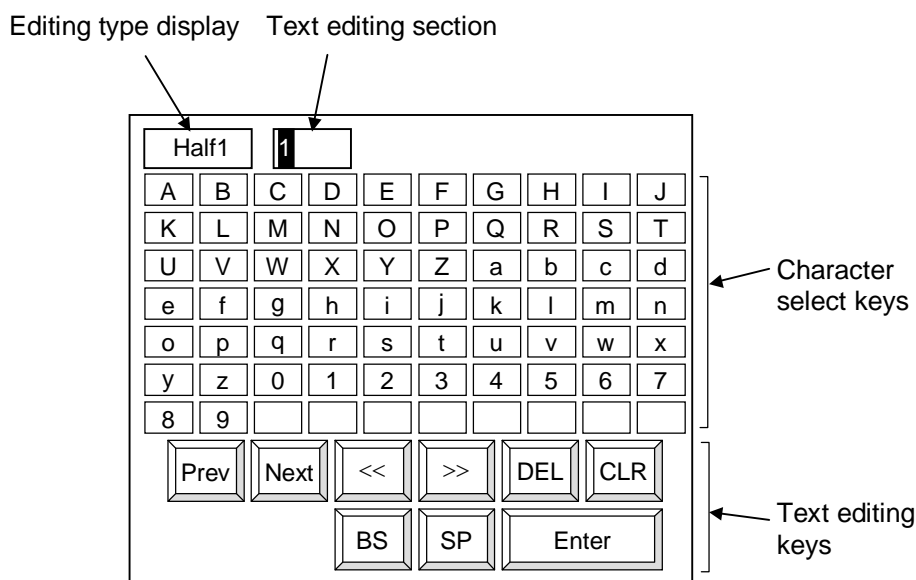 Editing type display Text editing section
Half1 1
A B C D E F G H I J
K L M N O P Q R S T
U V W X Y Z a b c d
Character
select keys
e f g h i j k l m n
o p q r s t u v w x
y z 0 1 2 3 4 5 6 7
8 9
Prev Next << >> DEL CLR
Text editing
keys
BS SP Enter